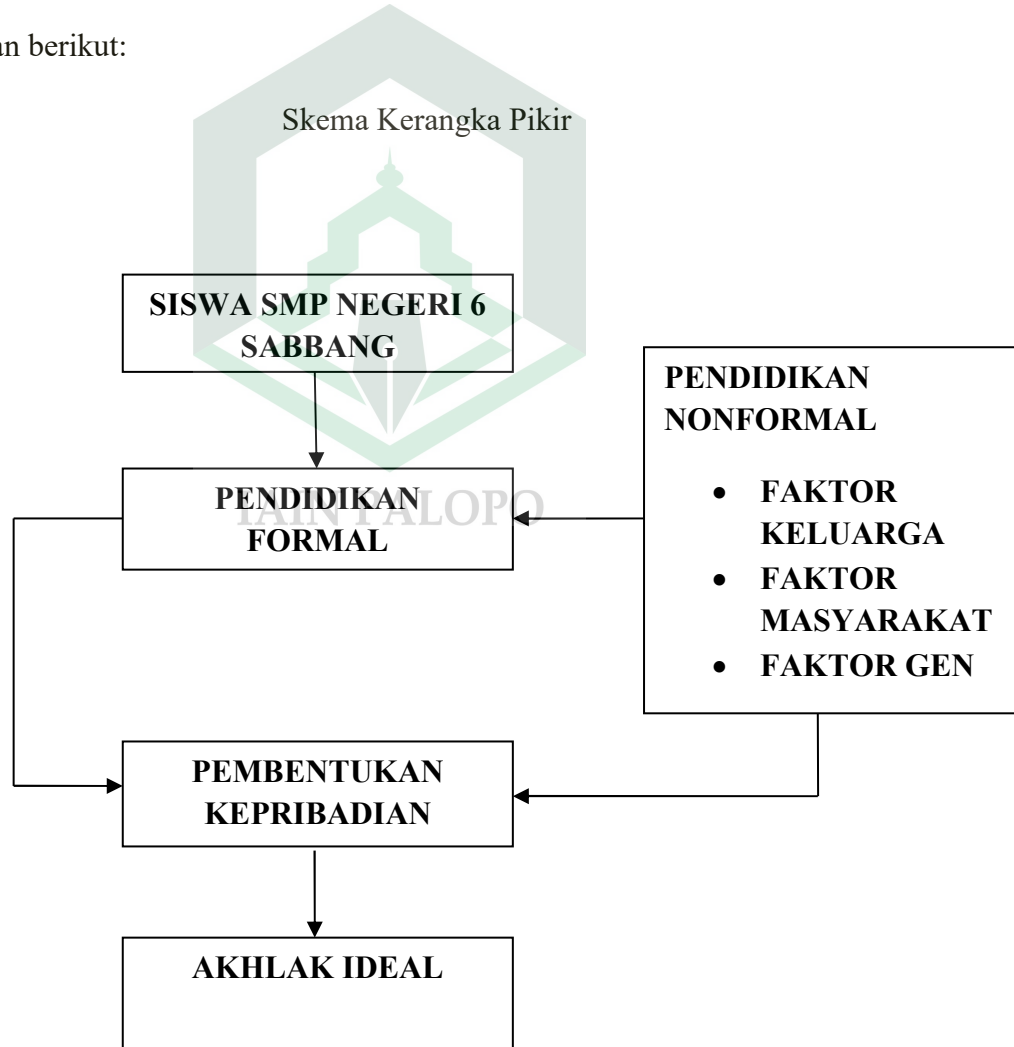 an berikut:
Skema Kerangka Pikir
SISWA SMP NEGERI 6
SABBANG
PENDIDIKAN
NONFORMAL
• FAKTOR
KELUARGA
• FAKTOR
MASYARAKAT
• FAKTOR GEN
PENDIDIKAN
FORMAL
IAIN PALOPO
PEMBENTUKAN
KEPRIBADIAN
AKHLAK IDEAL